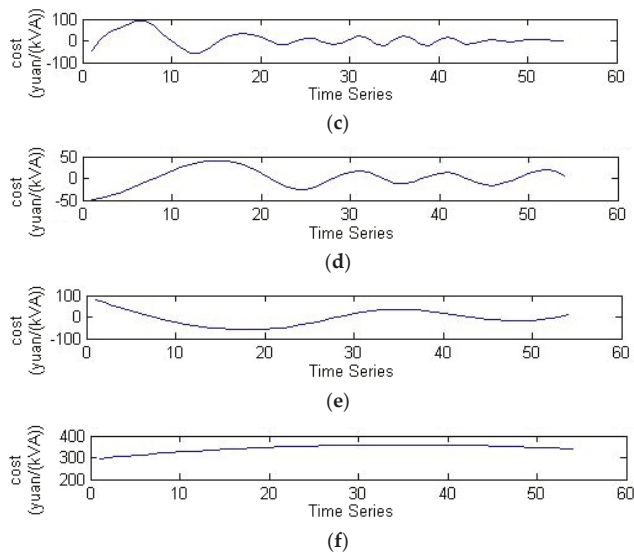 100
0
-100
cost
(yuan/(kVA))
0 10 20 30 40 50 60
Time Series
(c)
50
0
-50
cost
(yuan/(kVA))
0 10 20 30 40 50 60
Time Series
(d)
100
0
-100
cost
(yuan/(kVA))
0 10 20 30 40 50 60
Time Series
(e)
400
300
200
cost
(yuan/(kVA))
0 10 20 30 40 50 60
Time Series
(f)